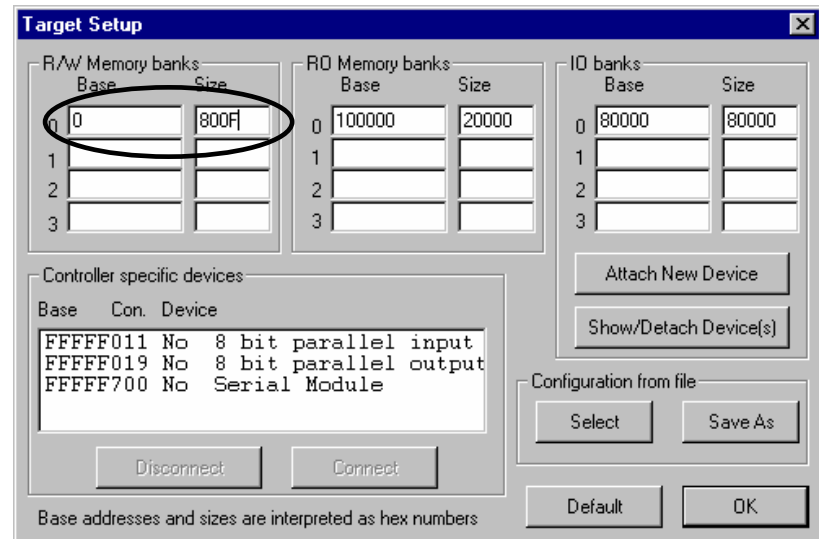 Target Setup
R/W Memory banks
Base Size
0 0 800F
1
2
3
RO Memory banks
Base Size
0 100000 20000
1
2
3
IO banks
Base Size
0 80000 80000
1
2
3
Attach New Device
Show/Detach Device(s)
Controller specific devices
Base Con. Device
FFFFF011 No 8 bit parallel input
FFFFF019 No 8 bit parallel output
FFFFF700 No Serial Module
Disconnect Connect
Configuration from file
Select Save As
Base addresses and sizes are interpreted as hex numbers
Default OK